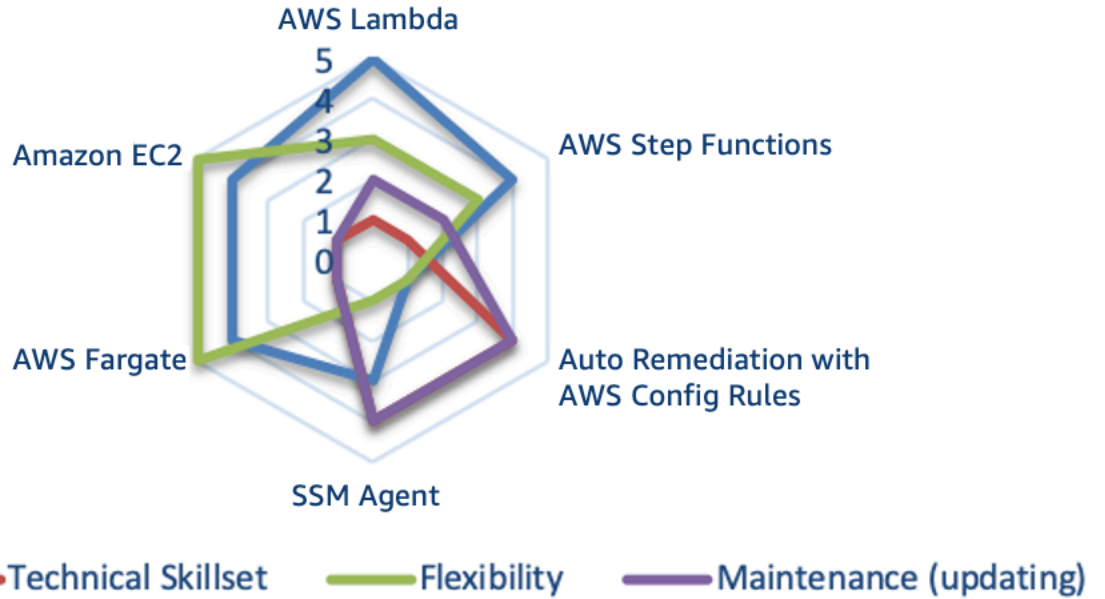 AWS Lambda
5
4
3
2
1
0
Amazon EC2
AWS Step Functions
AWS Fargate
Auto Remediation with
AWS Config Rules
SSM Agent
Technical Skillset
Flexibility
Maintenance (updating)